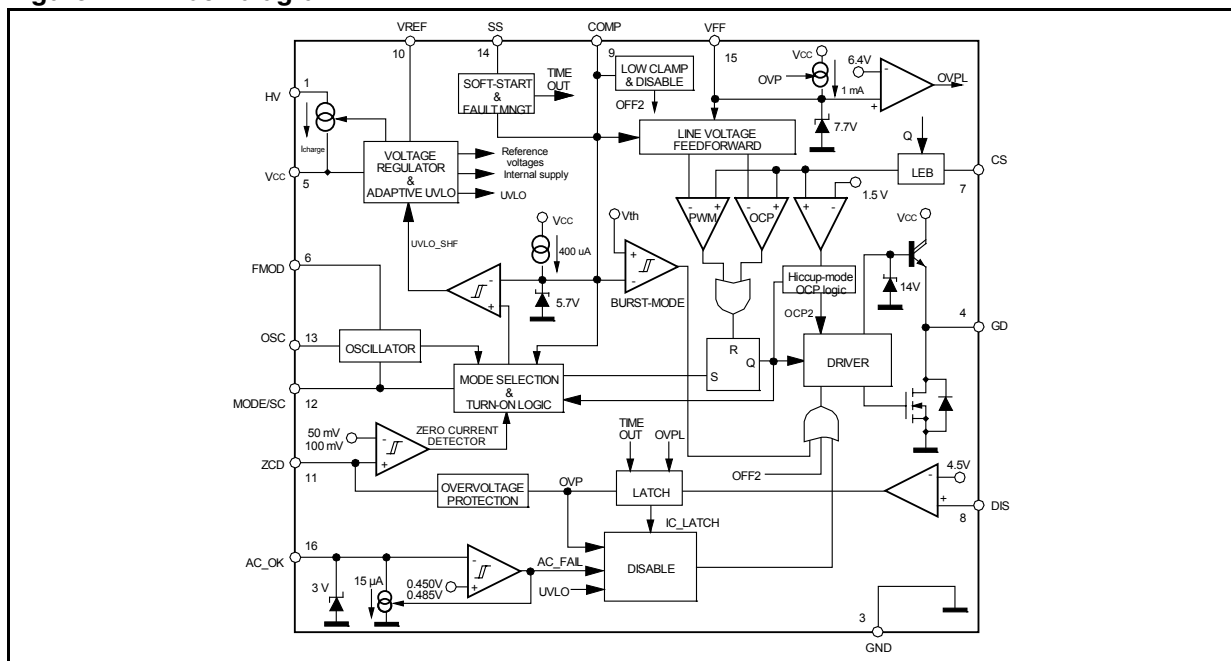 VREF
SS
COMP
VFF
10
14
9
15
1
HV
Icharge
VCC
5
SOFT-START
&
FAULT MNGT
TIME
OUT
LOW CLAMP
& DISABLE
OFF2
VCC
OVP
1 mA
6.4V
-
+
OVPL
7.7V
LINE VOLTAGE
FEEDFORWARD
Q
LEB
CS
7
VOLTAGE
REGULATOR
&
ADAPTIVE UVLO
Reference
voltages
Internal supply
UVLO
- +
PWM
- +
OCP
+ -
1.5 V
UVLO_SHF
VCC
400 uA
Vth
+
-
BURST-MODE
-
+
5.7V
VCC
14V
Hiccup-mode
OCP logic
OCP2
6
FMOD
4
GD
OSC
13
OSCILLATOR
R
S
Q
DRIVER
MODE SELECTION
&
TURN-ON LOGIC
MODE/SC
12
50 mV
100 mV
-
+
ZERO CURRENT
DETECTOR
ZCD
11
OVERVOLTAGE
PROTECTION
OVP
TIME
OUT
OVPL
LATCH
OFF2
4.5V
-
+
8
DIS
IC_LATCH
DISABLE
16
AC_OK
3 V
15 µA
0.450V
0.485V
-
+
AC_FAIL
UVLO
3
GND